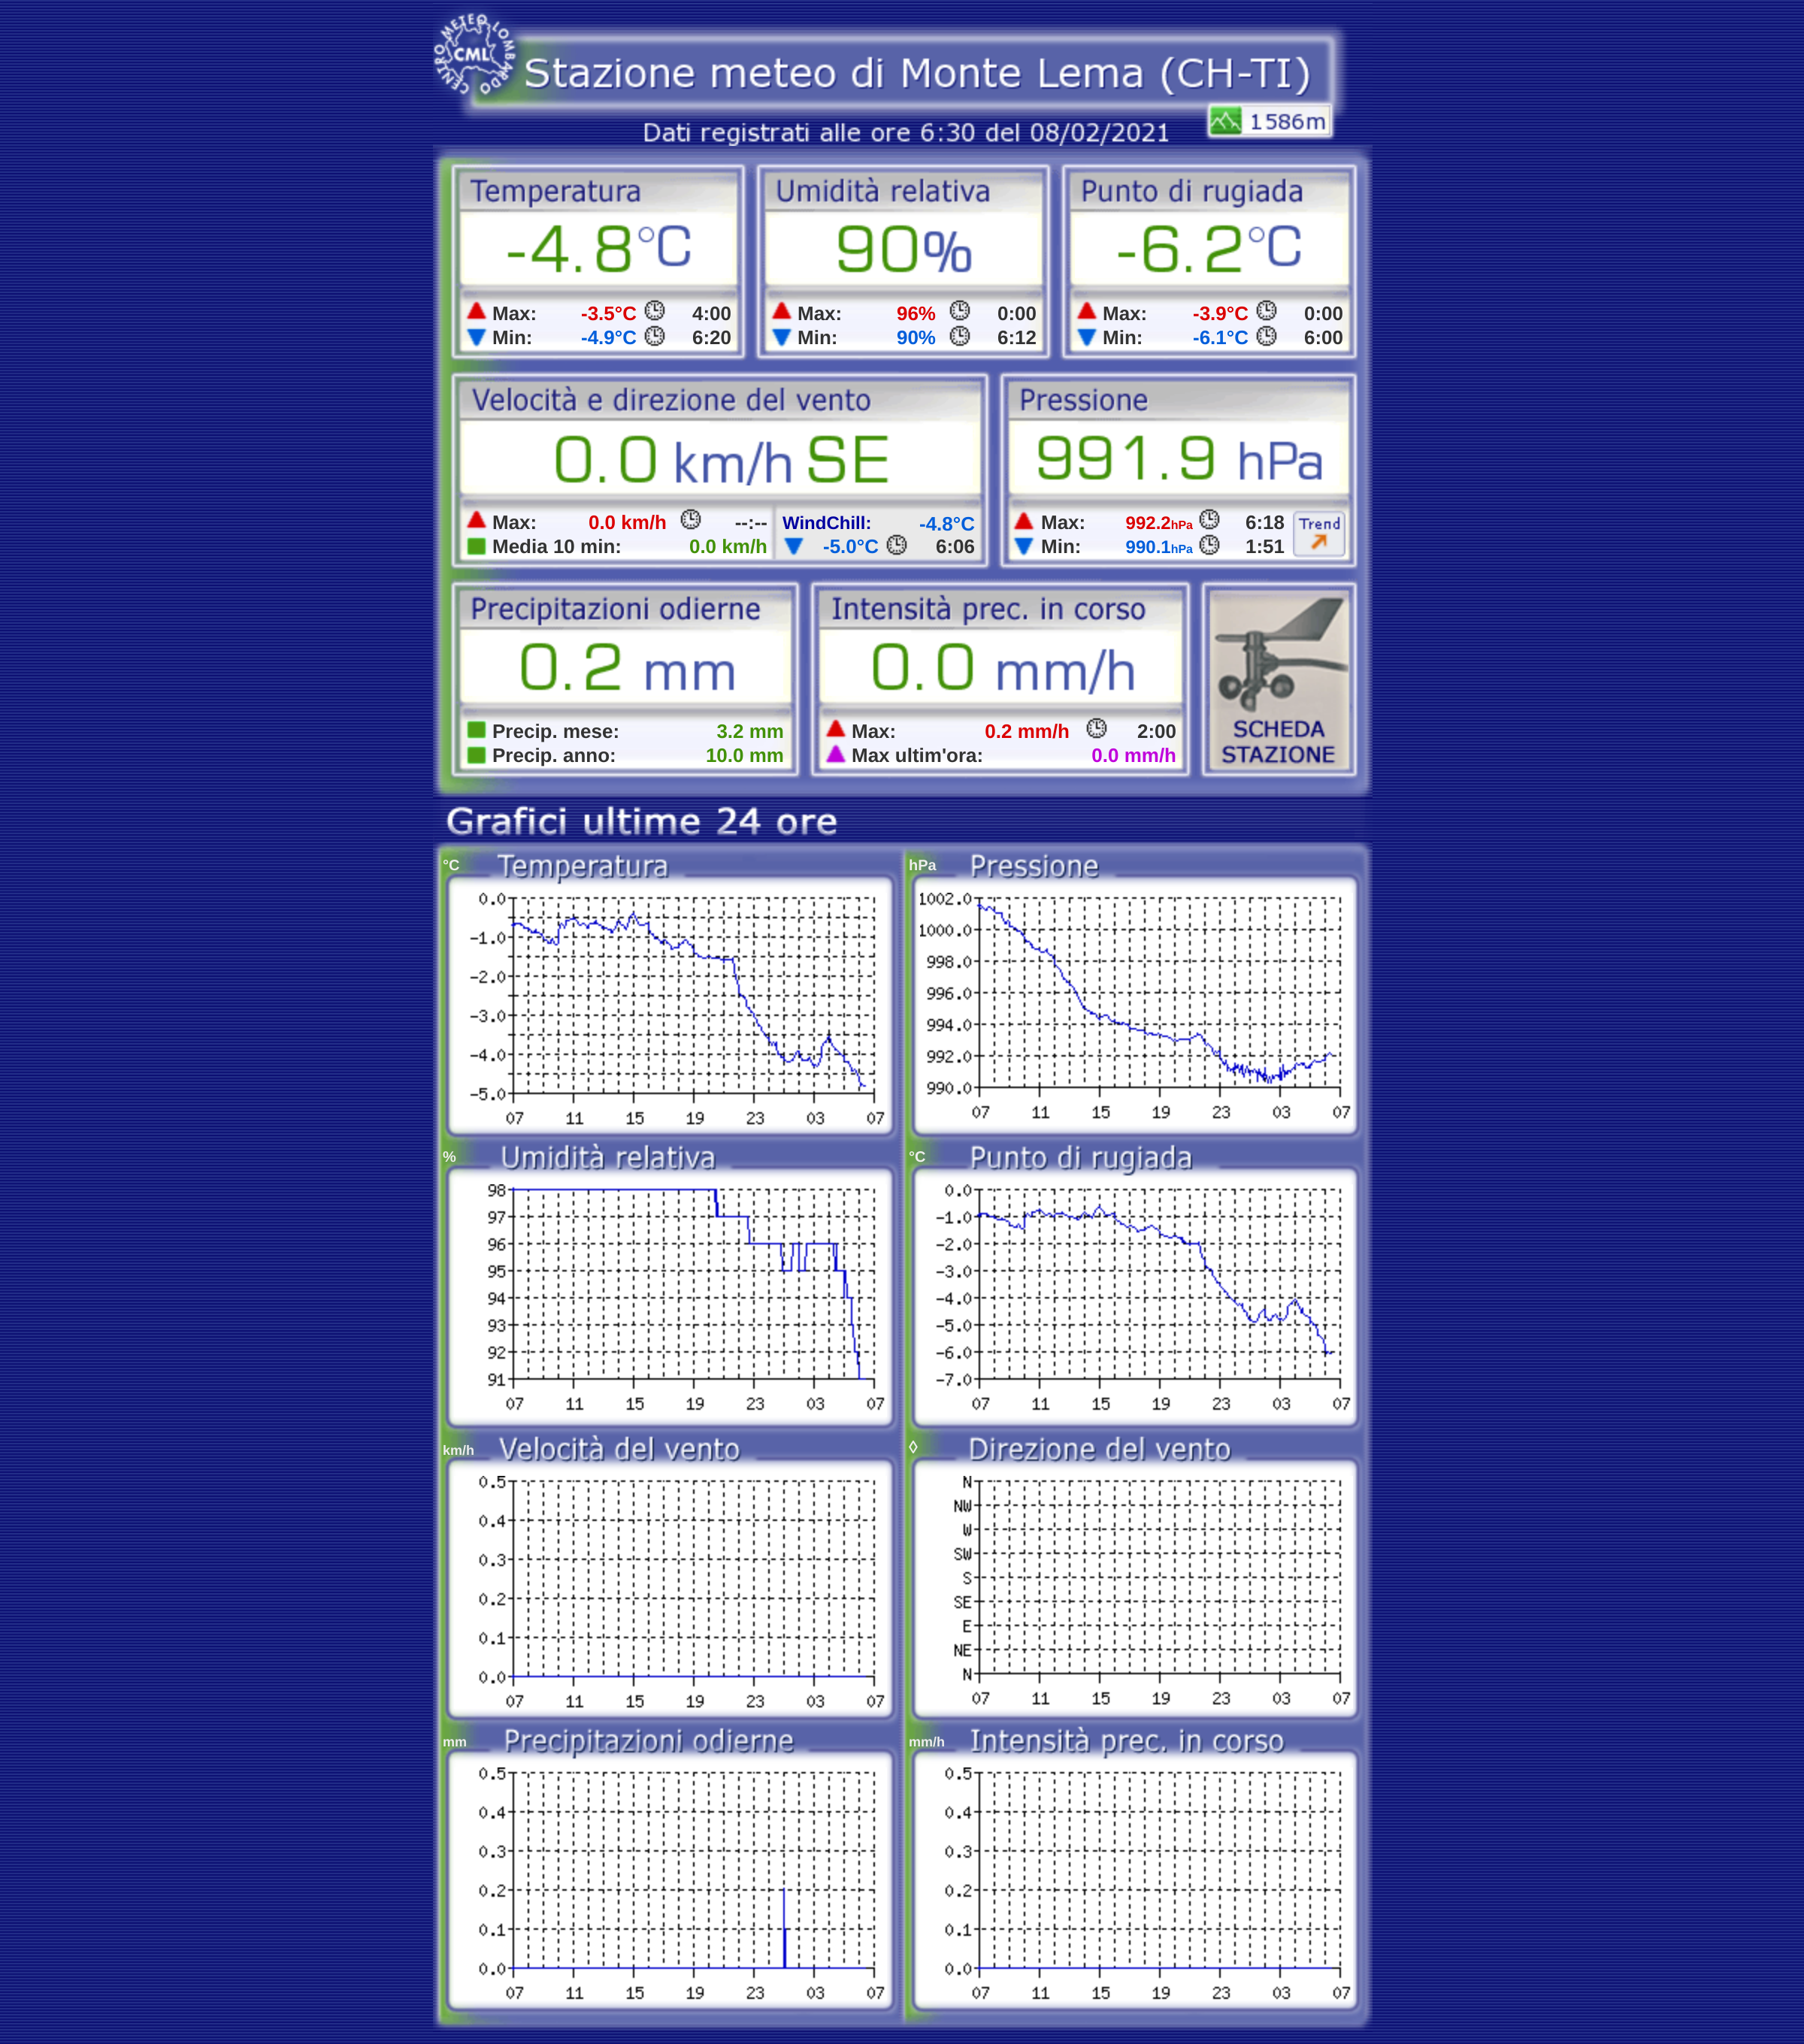 CENTRO METEO LOMBARDO
CML
Stazione meteo di Monte Lema (CH-TI)
1586m
Dati registrati alle ore 6:30 del 08/02/2021
Temperatura Umidità relativa Punto di rugiada
-4.8°C 90% -6.2°C
Max: -3.5°C 4:00 Max: 96% 0:00 Max: -3.9°C 0:00
Min: -4.9°C 6:20 Min: 90% 6:12 Min: -6.1°C 6:00
Velocità e direzione del vento Pressione
0.0 km/h SE 991.9 hPa
Max: 0.0 km/h --:-- WindChill: -4.8°C Max: 992.2hPa 6:18 Trend
Media 10 min: 0.0 km/h -5.0°C 6:06 Min: 990.1hPa 1:51
Precipitazioni odierne Intensità prec. in corso
0.2 mm 0.0 mm/h
Precip. mese: 3.2 mm Max: 0.2 mm/h 2:00 SCHEDA
Precip. anno: 10.0 mm Max ultim'ora: 0.0 mm/h STAZIONE
Grafici ultime 24 ore
°C Temperatura
0.0
-1.0
-2.0
-3.0
-4.0
-5.0
07 11 15 19 23 03 07
hPa Pressione
1002.0
1000.0
998.0
996.0
994.0
992.0
990.0
07 11 15 19 23 03 07
% Umidità relativa
98
97
96
95
94
93
92
91
07 11 15 19 23 03 07
°C Punto di rugiada
0.0
-1.0
-2.0
-3.0
-4.0
-5.0
-6.0
-7.0
07 11 15 19 23 03 07
km/h Velocità del vento
0.5
0.4
0.3
0.2
0.1
0.0
07 11 15 19 23 03 07
◊ Direzione del vento
N
NW
W
SW
S
SE
E
NE
N
07 11 15 19 23 03 07
mm Precipitazioni odierne
0.5
0.4
0.3
0.2
0.1
0.0
07 11 15 19 23 03 07
mm/h Intensità prec. in corso
0.5
0.4
0.3
0.2
0.1
0.0
07 11 15 19 23 03 07